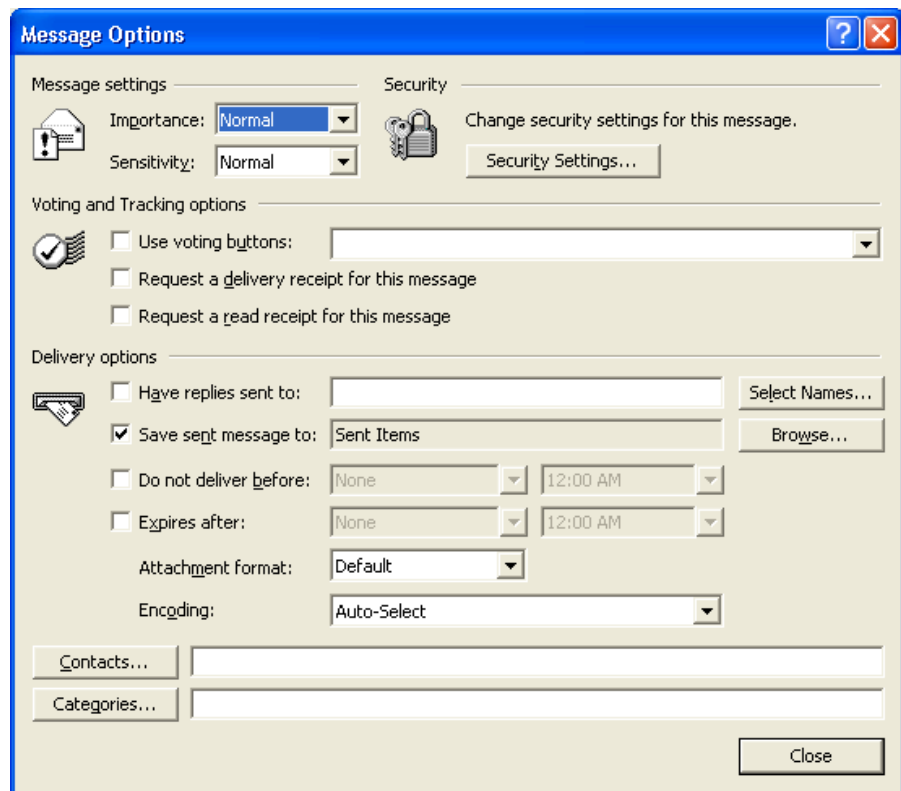 Message Options
Message settings
Security
Importance: Normal
Change security settings for this message.
Sensitivity: Normal
Security Settings...
Voting and Tracking options
Use voting buttons:
Request a delivery receipt for this message
Request a read receipt for this message
Delivery options
Have replies sent to:
Select Names...
Save sent message to: Sent Items
Browse...
Do not deliver before: None 12:00 AM
Expires after: None 12:00 AM
Attachment format: Default
Encoding: Auto-Select
Contacts...
Categories...
Close